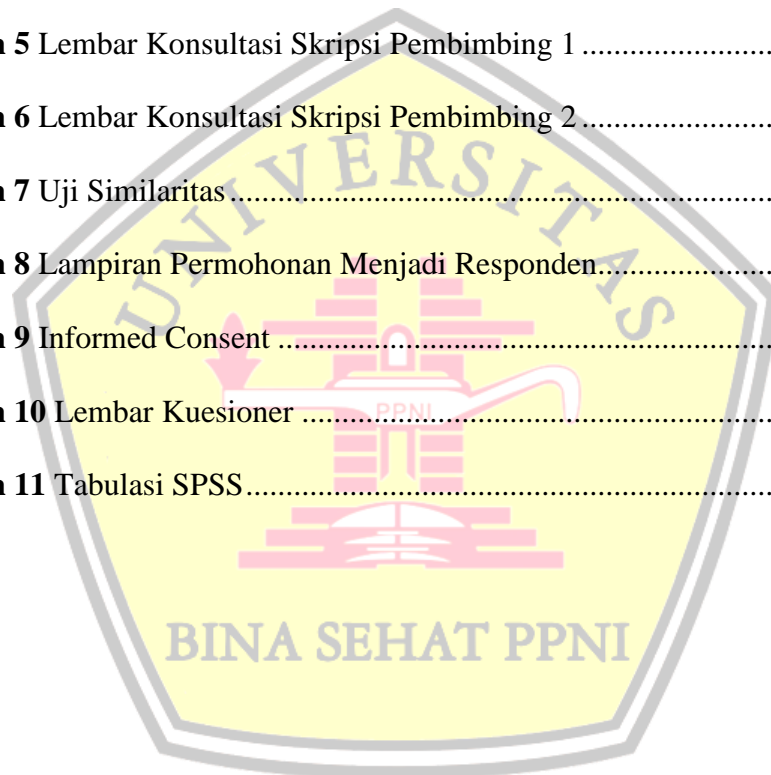 n 5 Lembar Konsultasi Skripsi Pembimbing 1 ........................
n 6 Lembar Konsultasi Skripsi Pembimbing 2 ........................
n 7 Uji Similaritas ....................................................................
n 8 Lampiran Permohonan Menjadi Responden......................
n 9 Informed Consent ..............................................................
n 10 Lembar Kuesioner ...........................................................
n 11 Tabulasi SPSS..................................................................
UNIVERSITAS
PPNI
BINA SEHAT PPNI